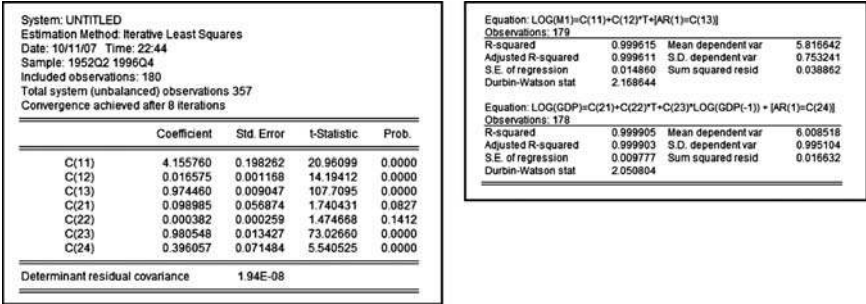 System: UNTITLED
Estimation Method: Iterative Least Squares
Date: 10/11/07 Time: 22:44
Sample: 1952Q2 1996Q4
Included observations: 180
Total system (unbalanced) observations 357
Convergence achieved after 8 iterations
Coefficient Std. Error t-Statistic Prob.
C(11) 4.155760 0.198262 20.96099 0.0000
C(12) 0.016575 0.001168 14.19412 0.0000
C(13) 0.974460 0.009047 107.7095 0.0000
C(21) 0.098985 0.056874 1.740431 0.0827
C(22) 0.000382 0.000259 1.474668 0.1412
C(23) 0.980548 0.013427 73.02660 0.0000
C(24) 0.396057 0.071484 5.540525 0.0000
Determinant residual covariance 1.94E-08
Equation: LOG(M1)=C(11)+C(12)*T+[AR(1)=C(13)]
Observations: 179
R-squared 0.999615 Mean dependent var 5.816642
Adjusted R-squared 0.999611 S.D. dependent var 0.753241
S.E. of regression 0.014860 Sum squared resid 0.038862
Durbin-Watson stat 2.168644
Equation: LOG(GDP)=C(21)+C(22)*T+C(23)*LOG(GDP(-1)) + [AR(1)=C(24)]
Observations: 178
R-squared 0.999905 Mean dependent var 6.008518
Adjusted R-squared 0.999903 S.D. dependent var 0.995104
S.E. of regression 0.009777 Sum squared resid 0.016632
Durbin-Watson stat 2.050804